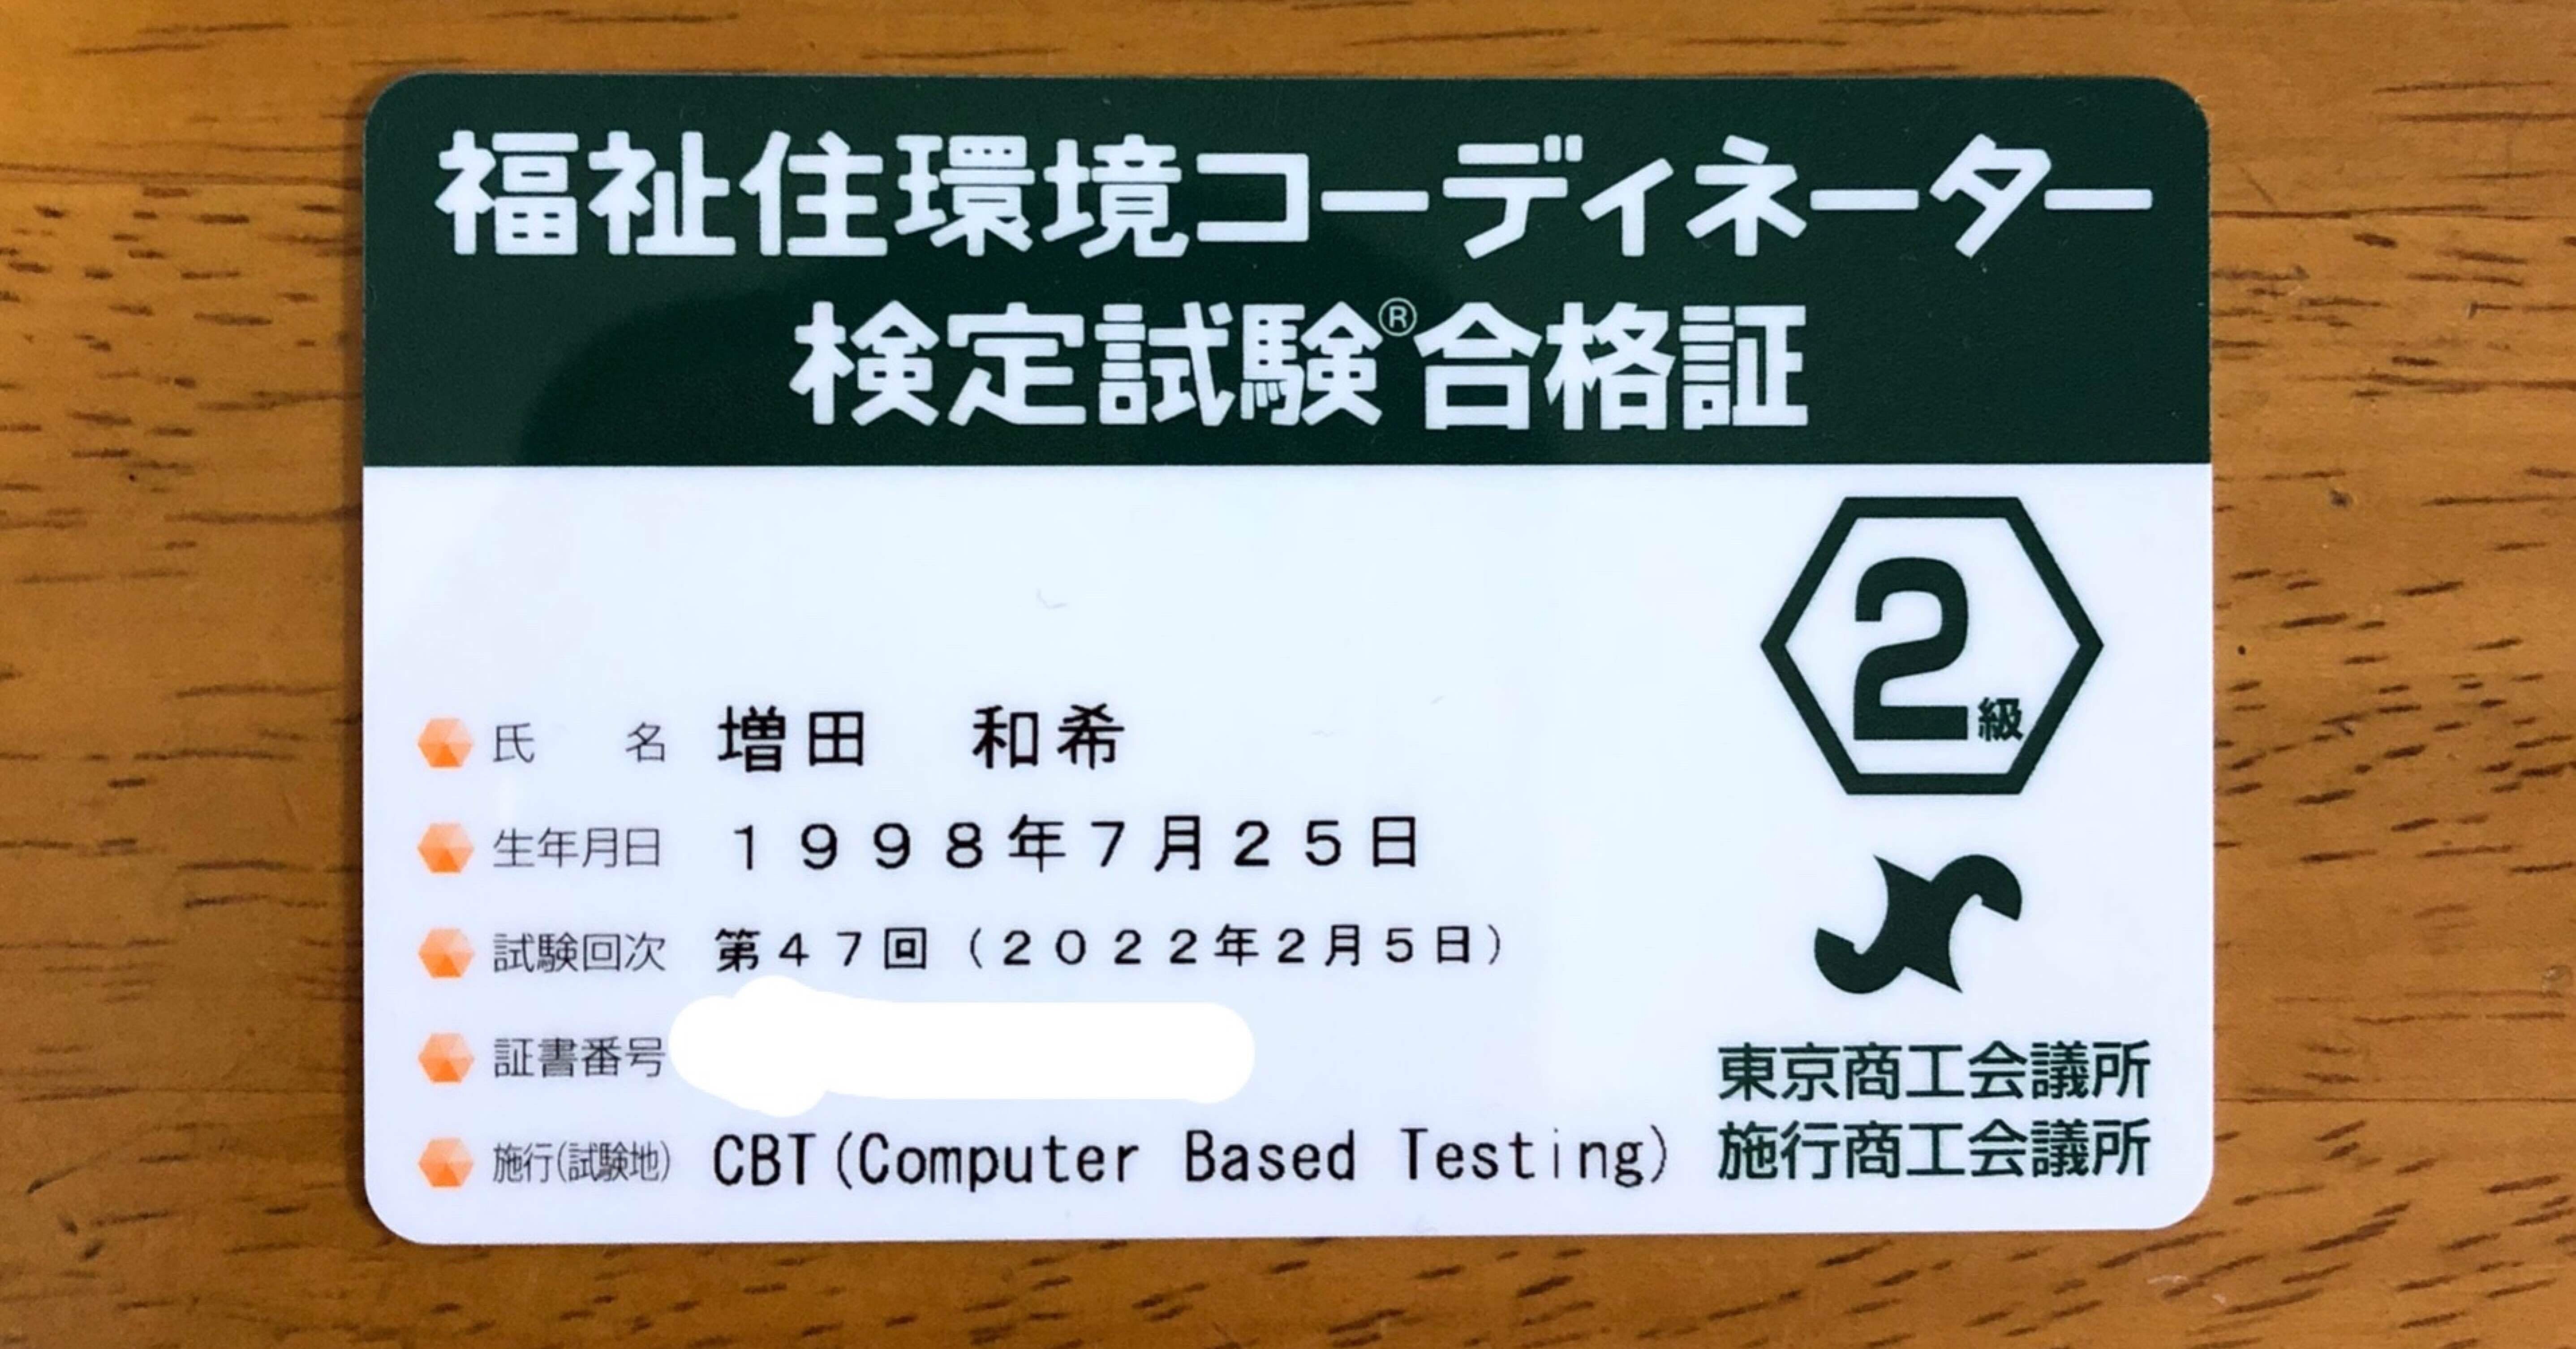 福祉住環境コーディネーター
検定試験®合格証
2級
氏　名 増田　和希
生年月日 1998年7月25日
試験回次 第47回(2022年2月5日)
証書番号
施行(試験地) CBT(Computer Based Testing)
東京商工会議所
施行商工会議所